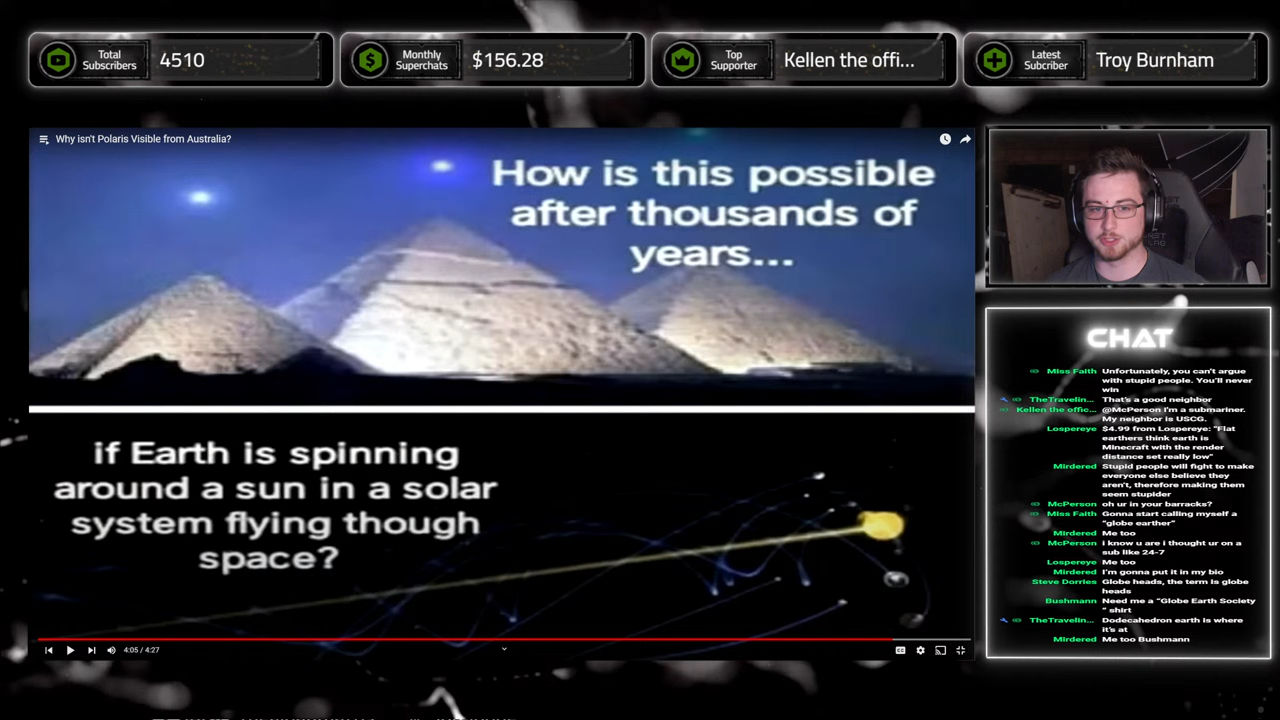 Total
Subscribers
4510
Monthly
Superchats
$156.28
Top
Supporter
Kellen the offi...
Latest
Subcriber
Troy Burnham
Why isn't Polaris Visible from Australia?
How is this possible
after thousands of
years...
if Earth is spinning
around a sun in a solar
system flying though
space?
4:05 / 4:27
CHAT
Miss Faith Unfortunately, you can't argue
with stupid people. You'll never
win
TheTravelin... That's a good neighbor
Kellen the offic... @McPerson I'm a submariner.
My neighbor is USCG.
Lospereye $4.99 from Lospereye: "Flat
earthers think earth is
Minecraft with the render
distance set really low"
Mirdered Stupid people will fight to make
everyone else believe they
aren't, therefore making them
seem stupider
McPerson oh ur in your barracks?
Miss Faith Gonna start calling myself a
"globe earther"
Mirdered Me too
McPerson i know u are i thought ur on a
sub like 24-7
Lospereye Me too
Mirdered I'm gonna put it in my bio
Steve Dorries Globe heads, the term is globe
heads
Bushmann Need me a "Globe Earth Society
" shirt
TheTravelin... Dodecahedron earth is where
it's at
Mirdered Me too Bushmann